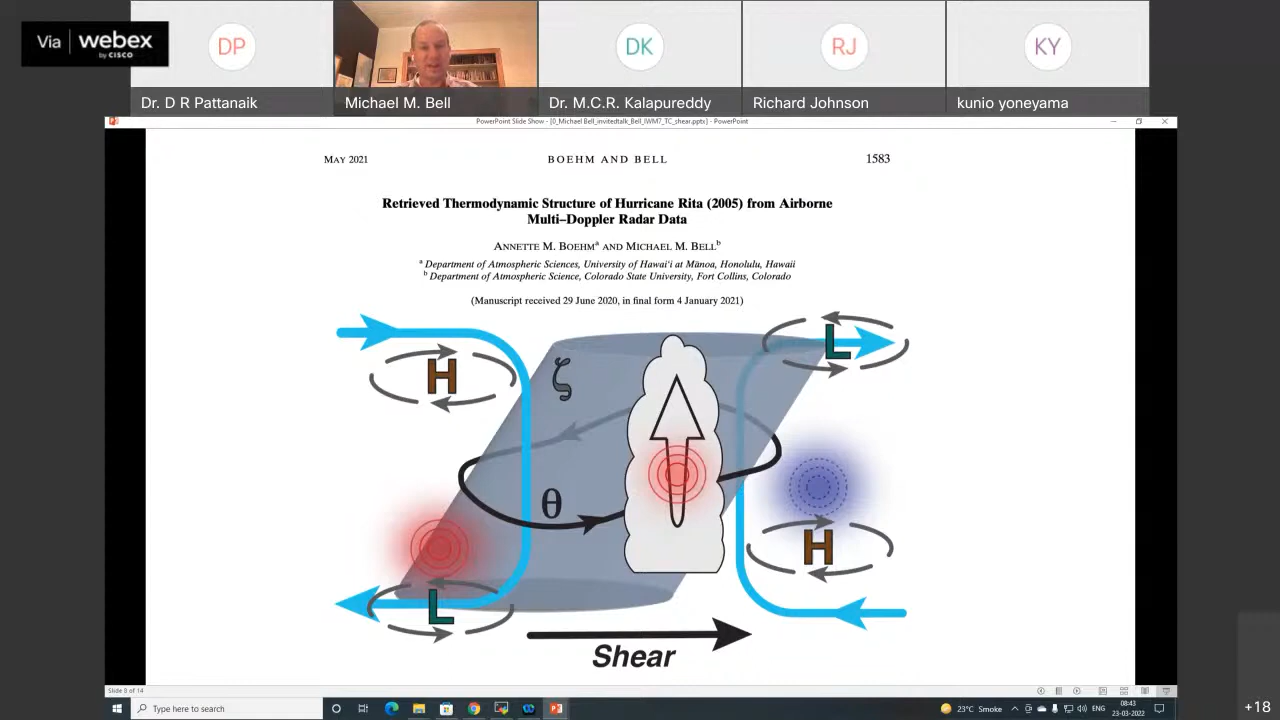 Via webex
by CISCO
DP
DK
RJ
KY
Dr. D R Pattanaik
Michael M. Bell
Dr. M.C.R. Kalapureddy
Richard Johnson
kunio yoneyama
PowerPoint Slide Show - [0_Michael Bell_invitedtalk_Bell_IWM7_TC_shear.pptx] - PowerPoint
MAY 2021
BOEHM AND BELL
1583
Retrieved Thermodynamic Structure of Hurricane Rita (2005) from Airborne
Multi–Doppler Radar Data
ANNETTE M. BOEHMᵃ AND MICHAEL M. BELLᵇ
ᵃ Department of Atmospheric Sciences, University of Hawai‘i at Mānoa, Honolulu, Hawaii
ᵇ Department of Atmospheric Science, Colorado State University, Fort Collins, Colorado
(Manuscript received 29 June 2020, in final form 4 January 2021)
L
H
ζ
θ
H
L
Shear
Slide 8 of 14
Type here to search
23°C Smoke
ENG
08:43
23-03-2022
+18